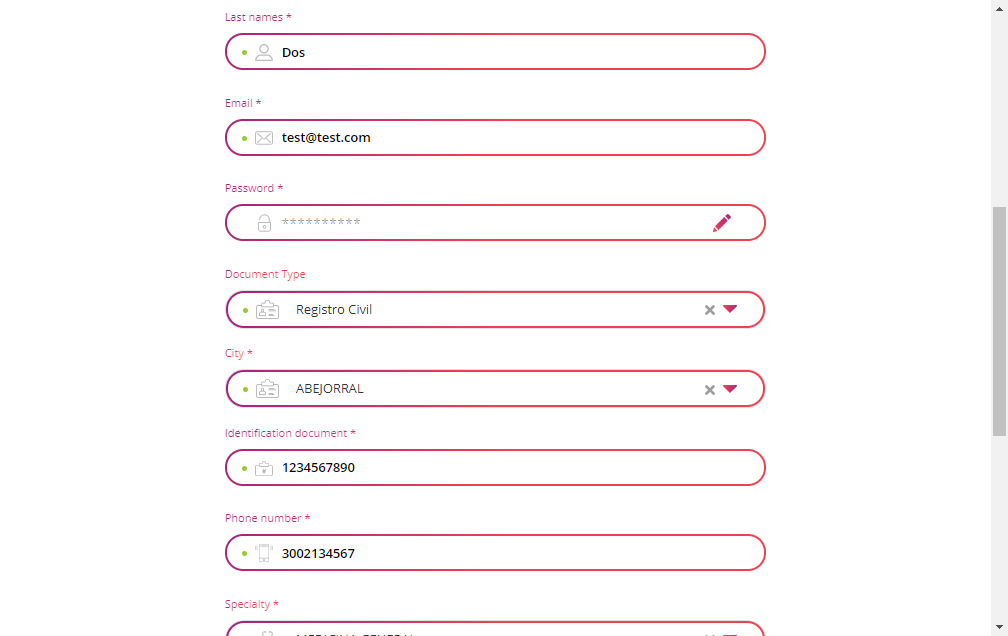 Last names *
Dos
Email *
test@test.com
Password *
**********
Document Type
Registro Civil
City *
ABEJORRAL
Identification document *
1234567890
Phone number *
3002134567
Specialty *